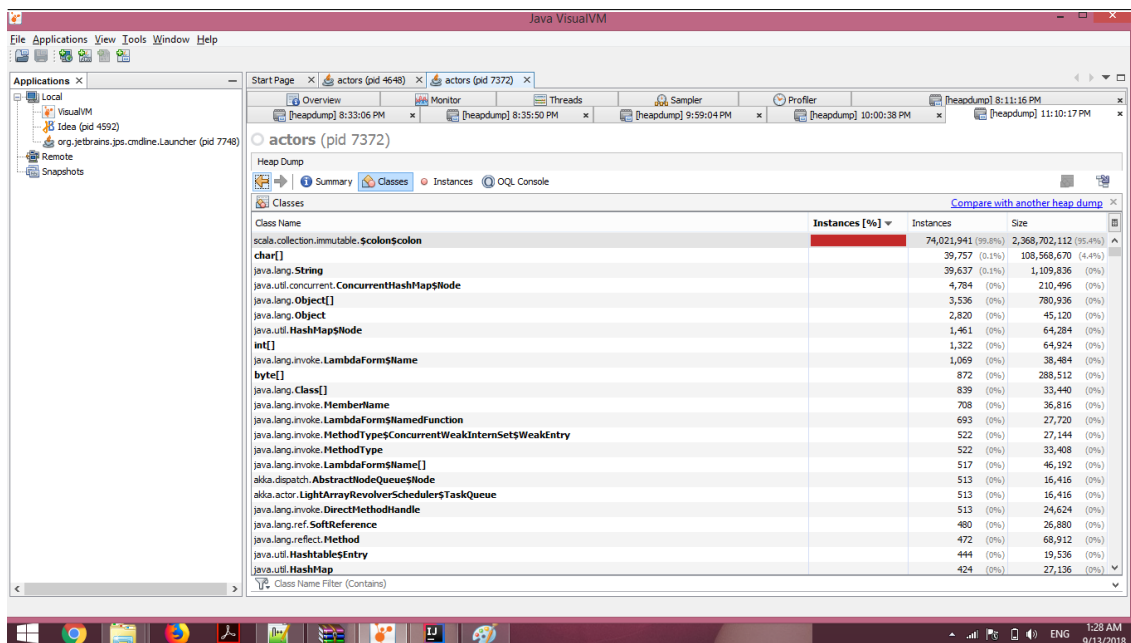 Java VisualVM
File Applications View Tools Window Help
Applications ×
Local
VisualVM
Idea (pid 4592)
org.jetbrains.jps.cmdline.Launcher (pid 7748)
Remote
Snapshots
Start Page × actors (pid 4648) × actors (pid 7372) ×
Overview Monitor Threads Sampler Profiler [heapdump] 8:11:16 PM ×
[heapdump] 8:33:06 PM × [heapdump] 8:35:50 PM × [heapdump] 9:59:04 PM × [heapdump] 10:00:38 PM × [heapdump] 11:10:17 PM ×
actors (pid 7372)
Heap Dump
Summary Classes Instances OQL Console
Classes Compare with another heap dump ×
Class Name Instances [%] Instances Size
scala.collection.immutable.$colon$colon 74,021,941 (99.8%) 2,368,702,112 (95.4%)
char[] 39,757 (0.1%) 108,568,670 (4.4%)
java.lang.String 39,637 (0.1%) 1,109,836 (0%)
java.util.concurrent.ConcurrentHashMap$Node 4,784 (0%) 210,496 (0%)
java.lang.Object[] 3,536 (0%) 780,936 (0%)
java.lang.Object 2,820 (0%) 45,120 (0%)
java.util.HashMap$Node 1,461 (0%) 64,284 (0%)
int[] 1,322 (0%) 64,924 (0%)
java.lang.invoke.LambdaForm$Name 1,069 (0%) 38,484 (0%)
byte[] 872 (0%) 288,512 (0%)
java.lang.Class[] 839 (0%) 33,440 (0%)
java.lang.invoke.MemberName 708 (0%) 36,816 (0%)
java.lang.invoke.LambdaForm$NamedFunction 693 (0%) 27,720 (0%)
java.lang.invoke.MethodType$ConcurrentWeakInternSet$WeakEntry 522 (0%) 27,144 (0%)
java.lang.invoke.MethodType 522 (0%) 33,408 (0%)
java.lang.invoke.LambdaForm$Name[] 517 (0%) 46,192 (0%)
akka.dispatch.AbstractNodeQueue$Node 513 (0%) 16,416 (0%)
akka.actor.LightArrayRevolverScheduler$TaskQueue 513 (0%) 16,416 (0%)
java.lang.invoke.DirectMethodHandle 513 (0%) 24,624 (0%)
java.lang.ref.SoftReference 480 (0%) 26,880 (0%)
java.lang.reflect.Method 472 (0%) 68,912 (0%)
java.util.Hashtable$Entry 444 (0%) 19,536 (0%)
java.util.HashMap 424 (0%) 27,136 (0%)
Class Name Filter (Contains)
ENG 1:28 AM
9/13/2018